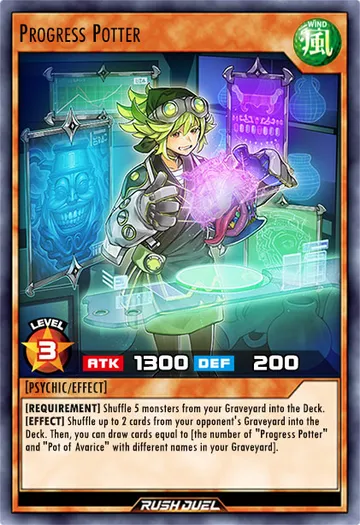 PROGRESS POTTER
WIND
風
LEVEL
3
ATK 1300 DEF 200
[PSYCHIC/EFFECT]
[REQUIREMENT] Shuffle 5 monsters from your Graveyard into the Deck.
[EFFECT] Shuffle up to 2 cards from your opponent's Graveyard into
the Deck. Then, you can draw cards equal to [the number of "Progress Potter"
and "Pot of Avarice" with different names in your Graveyard].
RUSH DUEL